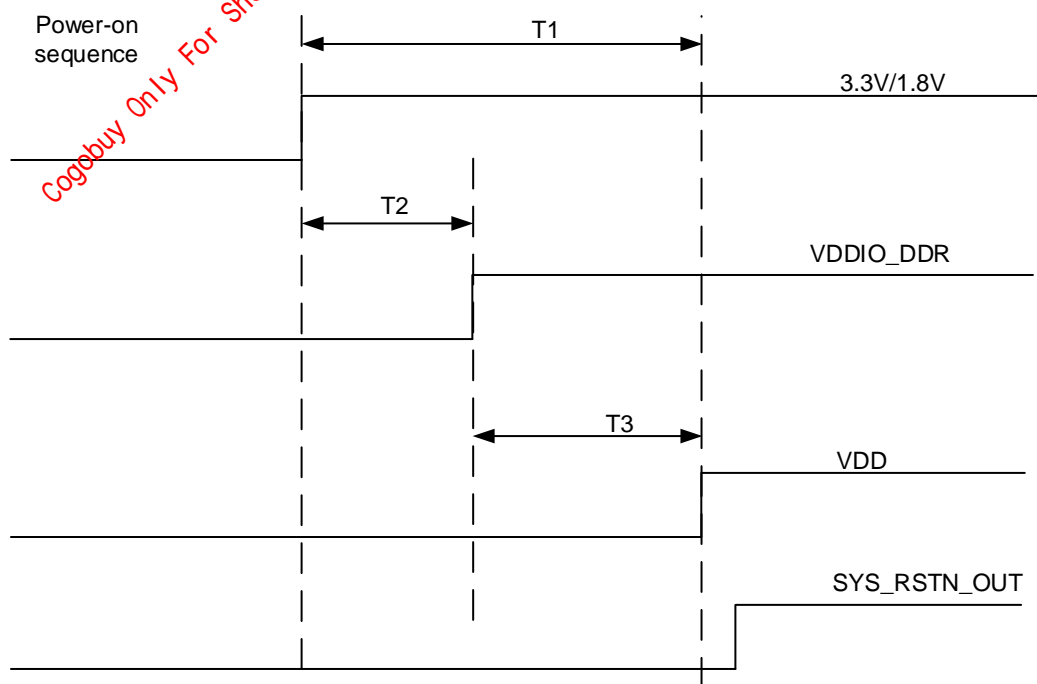 Power-on
sequence
Cogobuy Only For
T1
3.3V/1.8V
T2
VDDIO_DDR
T3
VDD
SYS_RSTN_OUT